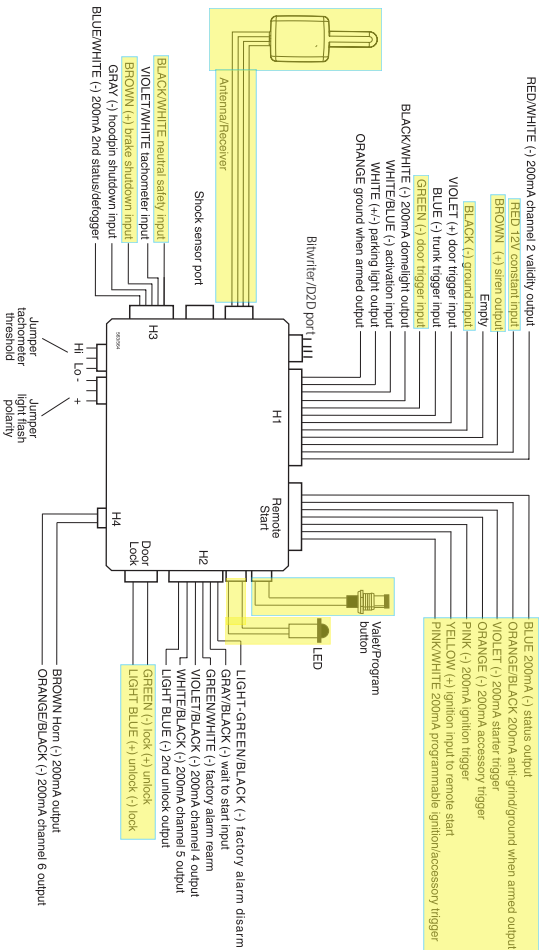 RED/WHITE (-) 200mA channel 2 validity output
RED 12V constant input
BROWN (+) siren output
Empty
BLACK (-) ground input
VIOLET (+) door trigger input
BLUE (-) trunk trigger input
GREEN (-) door trigger input
BLACK/WHITE (-) 200mA domelight output
WHITE/BLUE (-) activation input
WHITE (+/-) parking light output
ORANGE ground when armed output
Bitwriter/D2D port
Antenna/Receiver
Shock sensor port
BLACK/WHITE neutral safety input
VIOLET/WHITE tachometer input
BROWN (+) brake shutdown input
GRAY (-) hoodpin shutdown input
BLUE/WHITE (-) 200mA 2nd status/defogger
H1
H3
Jumper
tachometer
threshold
Hi
Lo
-
+
Jumper
light flash
polarity
Remote
Start
H2
Door
Lock
H4
BLUE 200mA (-) status output
ORANGE/BLACK 200mA anti-grind/ground when armed output
VIOLET (-) 200mA starter trigger
ORANGE (-) 200mA accessory trigger
PINK (-) 200mA ignition trigger
YELLOW (+) ignition input to remote start
PINK/WHITE 200mA programmable ignition/accessory trigger
Valet/Program
button
LED
LIGHT-GREEN/BLACK (-) factory alarm disarm
GRAY/BLACK (-) wait to start input
GREEN/WHITE (-) factory alarm rearm
VIOLET/BLACK (-) 200mA channel 4 output
WHITE/BLACK (-) 200mA channel 5 output
LIGHT BLUE (-) 2nd unlock output
GREEN (-) lock (+) unlock
LIGHT BLUE (+) unlock (-) lock
BROWN Horn (-) 200mA output
ORANGE/BLACK (-) 200mA channel 6 output